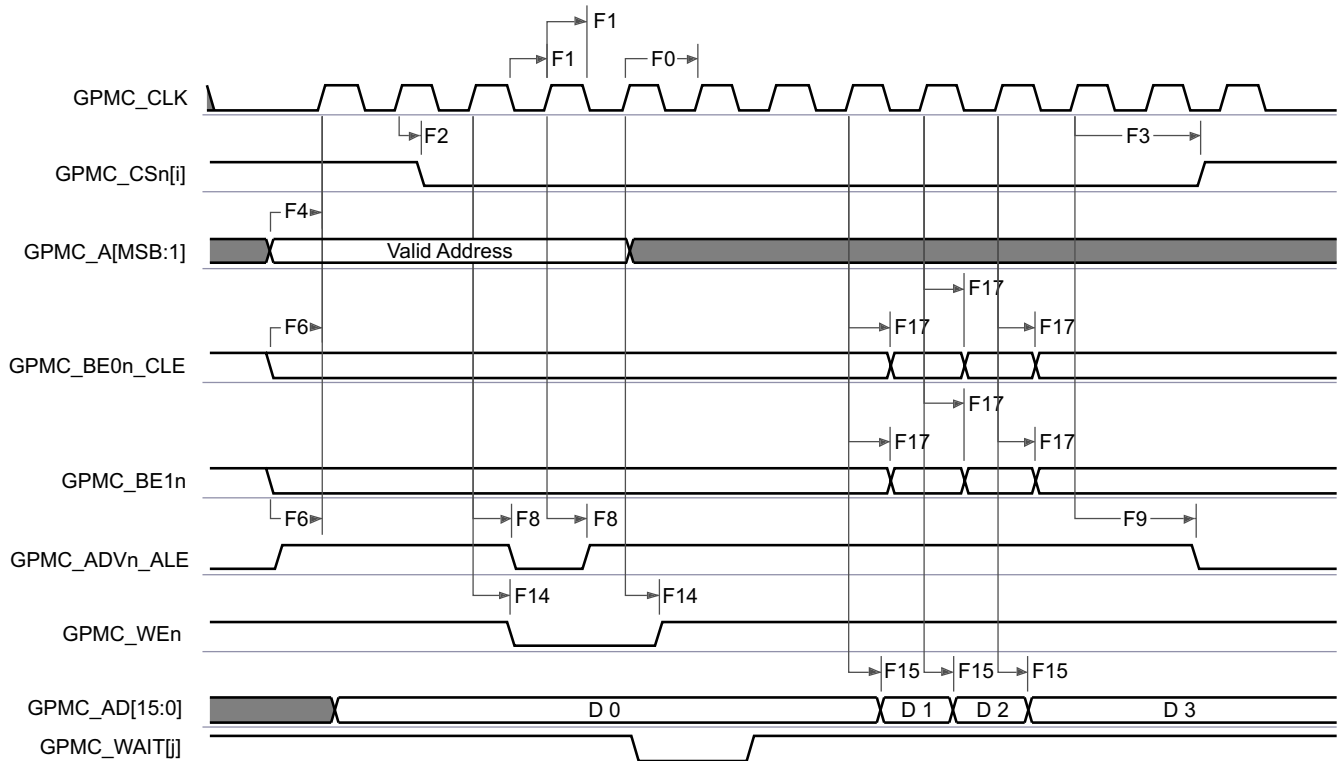 F1
F1 F0
GPMC_CLK
F2 F3
GPMC_CSn[i]
F4
GPMC_A[MSB:1] Valid Address
F17
F6 F17 F17
GPMC_BE0n_CLE
F17
F17 F17
GPMC_BE1n
F6 F8 F8 F9
GPMC_ADVn_ALE
F14 F14
GPMC_WEn
F15 F15 F15
GPMC_AD[15:0] D 0 D 1 D 2 D 3
GPMC_WAIT[j]